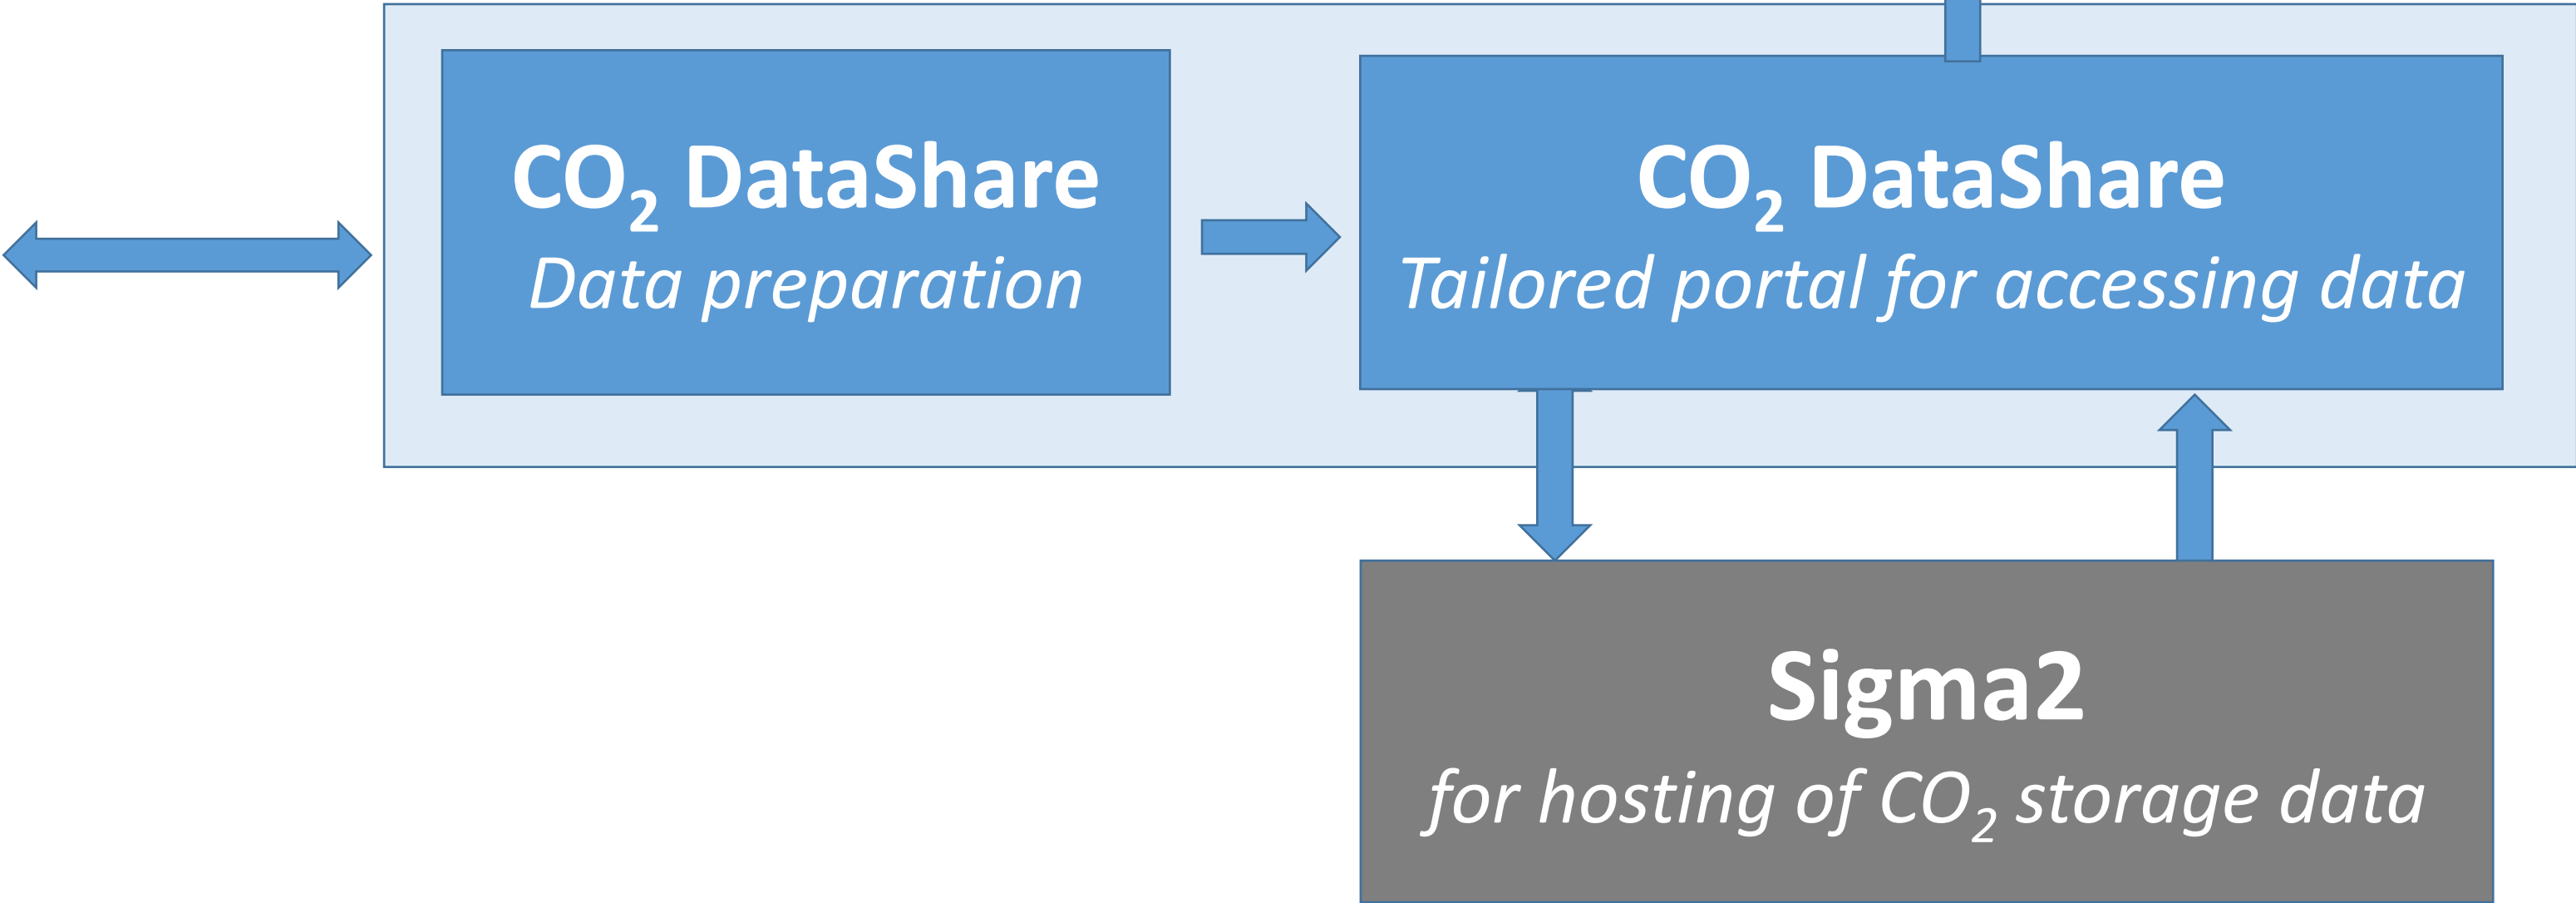 CO₂ DataShare
Data preparation
CO₂ DataShare
Tailored portal for accessing data
Sigma2
for hosting of CO₂ storage data